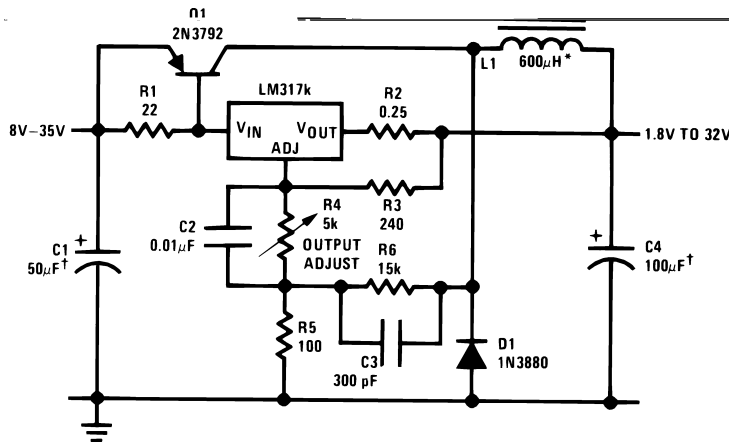 Q1
2N3792
L1
600μH*
R1
22
LM317k
R2
0.25
8V–35V
VIN
VOUT
ADJ
1.8V TO 32V
R4
5k
R3
240
C2
0.01μF
OUTPUT
ADJUST
R6
15k
C1
+
50μF†
C4
+
100μF†
R5
100
C3
300 pF
D1
1N3880